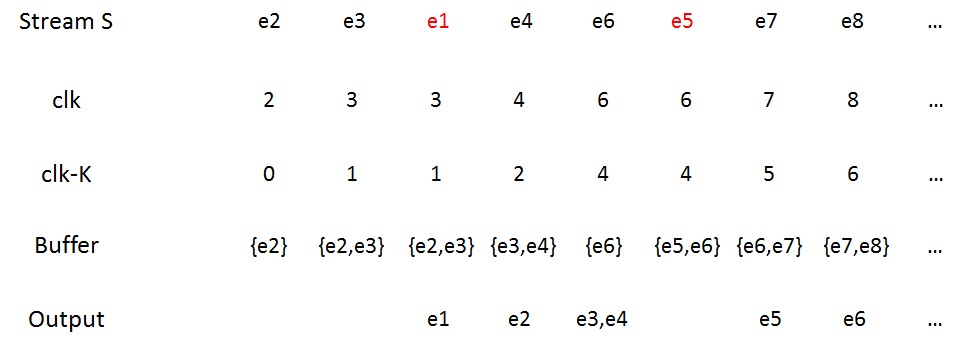 Stream S e2 e3 e1 e4 e6 e5 e7 e8 ...
clk 2 3 3 4 6 6 7 8 ...
clk-K 0 1 1 2 4 4 5 6 ...
Buffer {e2} {e2,e3} {e2,e3} {e3,e4} {e6} {e5,e6} {e6,e7} {e7,e8} ...
Output e1 e2 e3,e4 e5 e6 ...